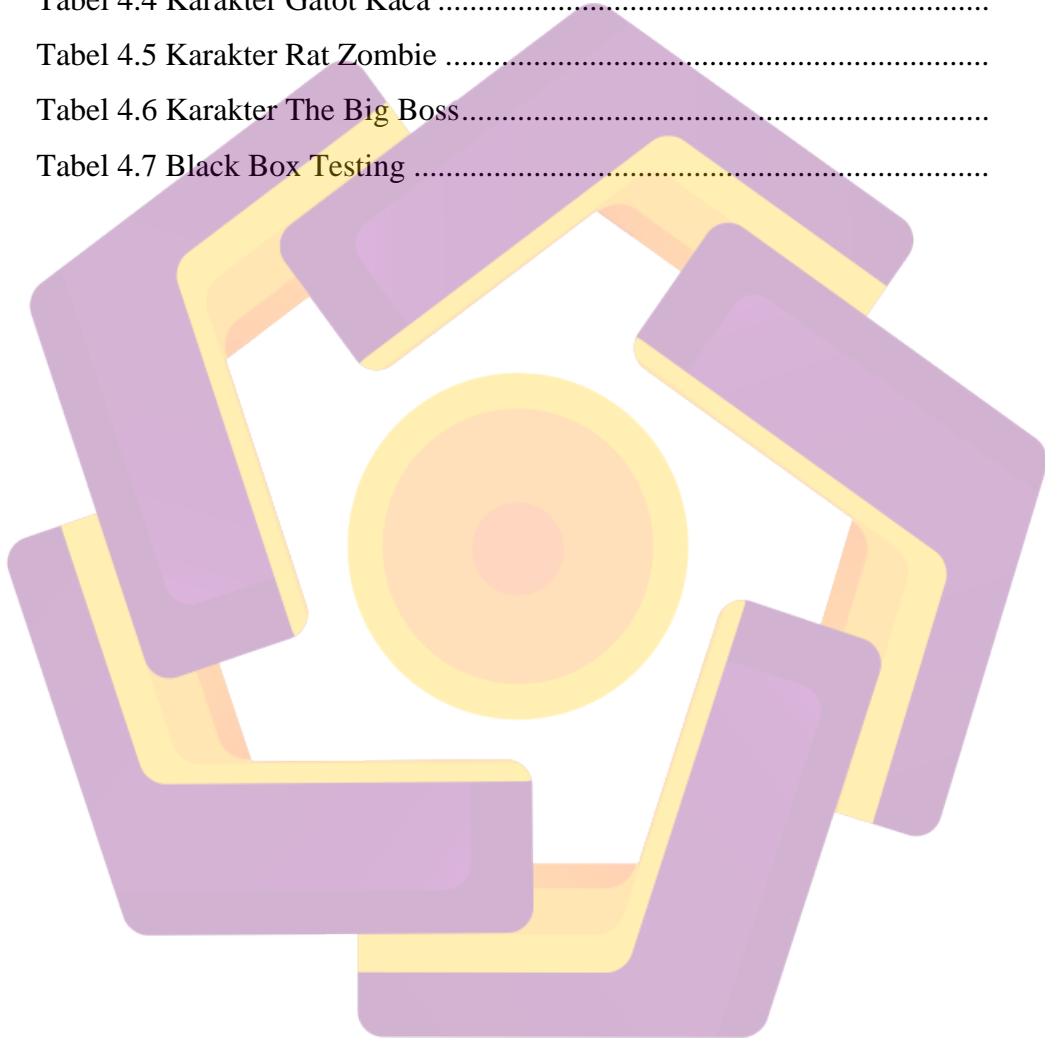 Tabel 4.4 Karakter Gatot Kaca .....................................................................
Tabel 4.5 Karakter Rat Zombie ....................................................................
Tabel 4.6 Karakter The Big Boss..................................................................
Tabel 4.7 Black Box Testing ........................................................................